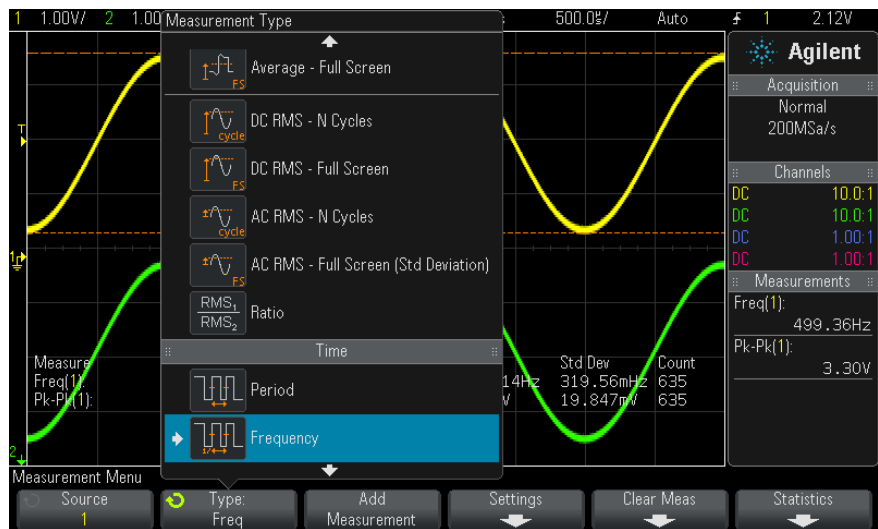 1 1.00V/ 2 1.00 500.0㎲/ Auto 1 2.12V
Measurement Type
Average - Full Screen
FS
DC RMS - N Cycles
cycle
DC RMS - Full Screen
FS
AC RMS - N Cycles
cycle
AC RMS - Full Screen (Std Deviation)
FS
RMS₁
RMS₂
Ratio
Time
Period
Frequency
1/
T
1
2
Measure
Freq(1):
Pk-Pk(1):
Std Dev Count
14Hz 319.56mHz 635
V 19.847mV 635
Agilent
Acquisition
Normal
200MSa/s
Channels
DC 10.0:1
DC 10.0:1
DC 1.00:1
DC 1.00:1
Measurements
Freq(1):
499.36Hz
Pk-Pk(1):
3.30V
Measurement Menu
Source
1
Type:
Freq
Add
Measurement
Settings
Clear Meas
Statistics